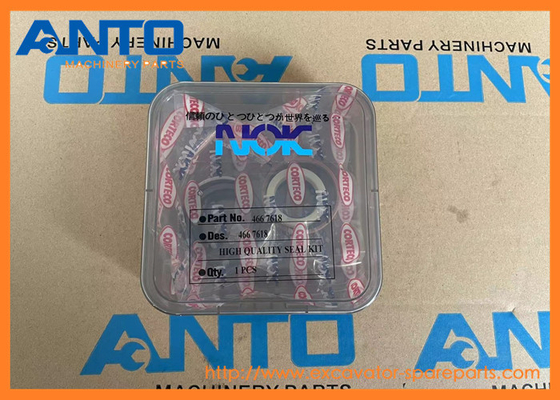 ANTO
MACHINERY PARTS
MACHINERY PARTS
信頼のひとつひとつが世界を巡る
NOK
CORTECO
Part No. 466 7618
Des. 466 7618
HIGH QUALITY SEAL KIT
Qty. 1 PCS
ANTO
ANTO
MACHINERY PARTS
MACHINERY
http://www.excavator-spareparts.com